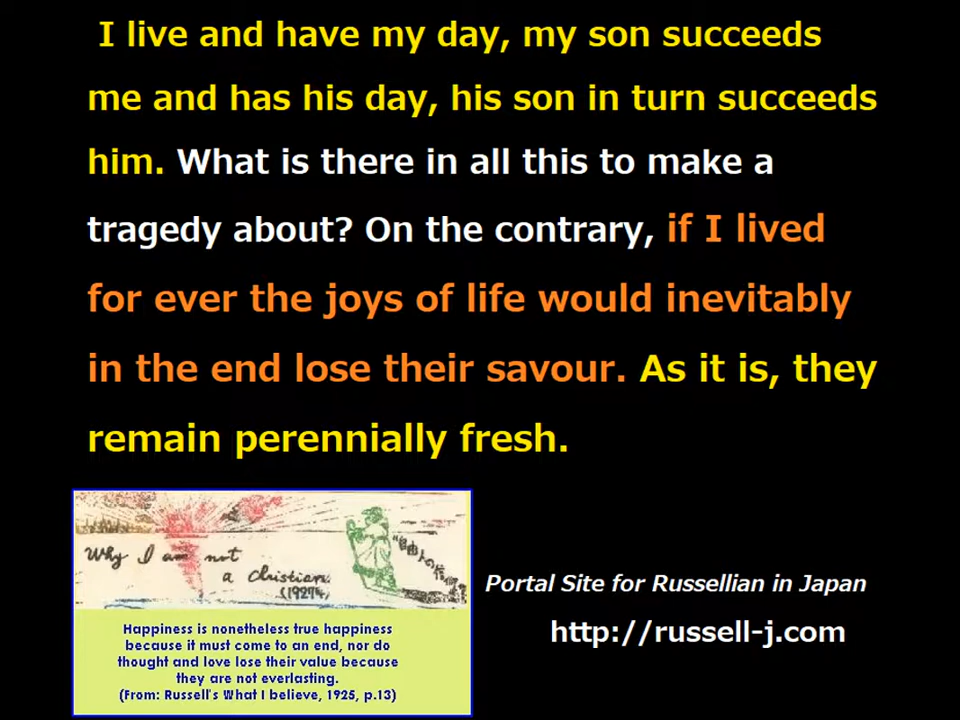 I live and have my day, my son succeeds
me and has his day, his son in turn succeeds
him. What is there in all this to make a
tragedy about? On the contrary, if I lived
for ever the joys of life would inevitably
in the end lose their savour. As it is, they
remain perennially fresh.
Why I am not
a Christian.
(1927年)
Happiness is nonetheless true happiness
because it must come to an end, nor do
thought and love lose their value because
they are not everlasting.
(From: Russell's What I believe, 1925, p.13)
Portal Site for Russellian in Japan
http://russell-j.com